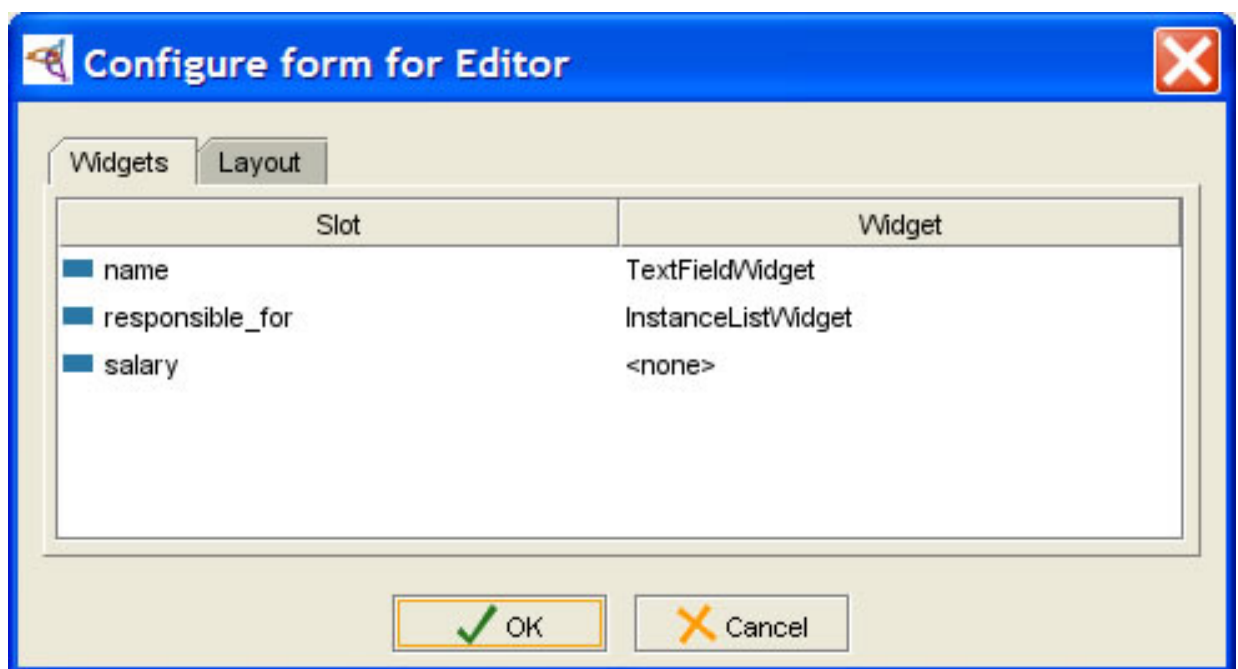 Configure form for Editor
Widgets Layout
Slot Widget
name TextFieldWidget
responsible_for InstanceListWidget
salary <none>
OK Cancel